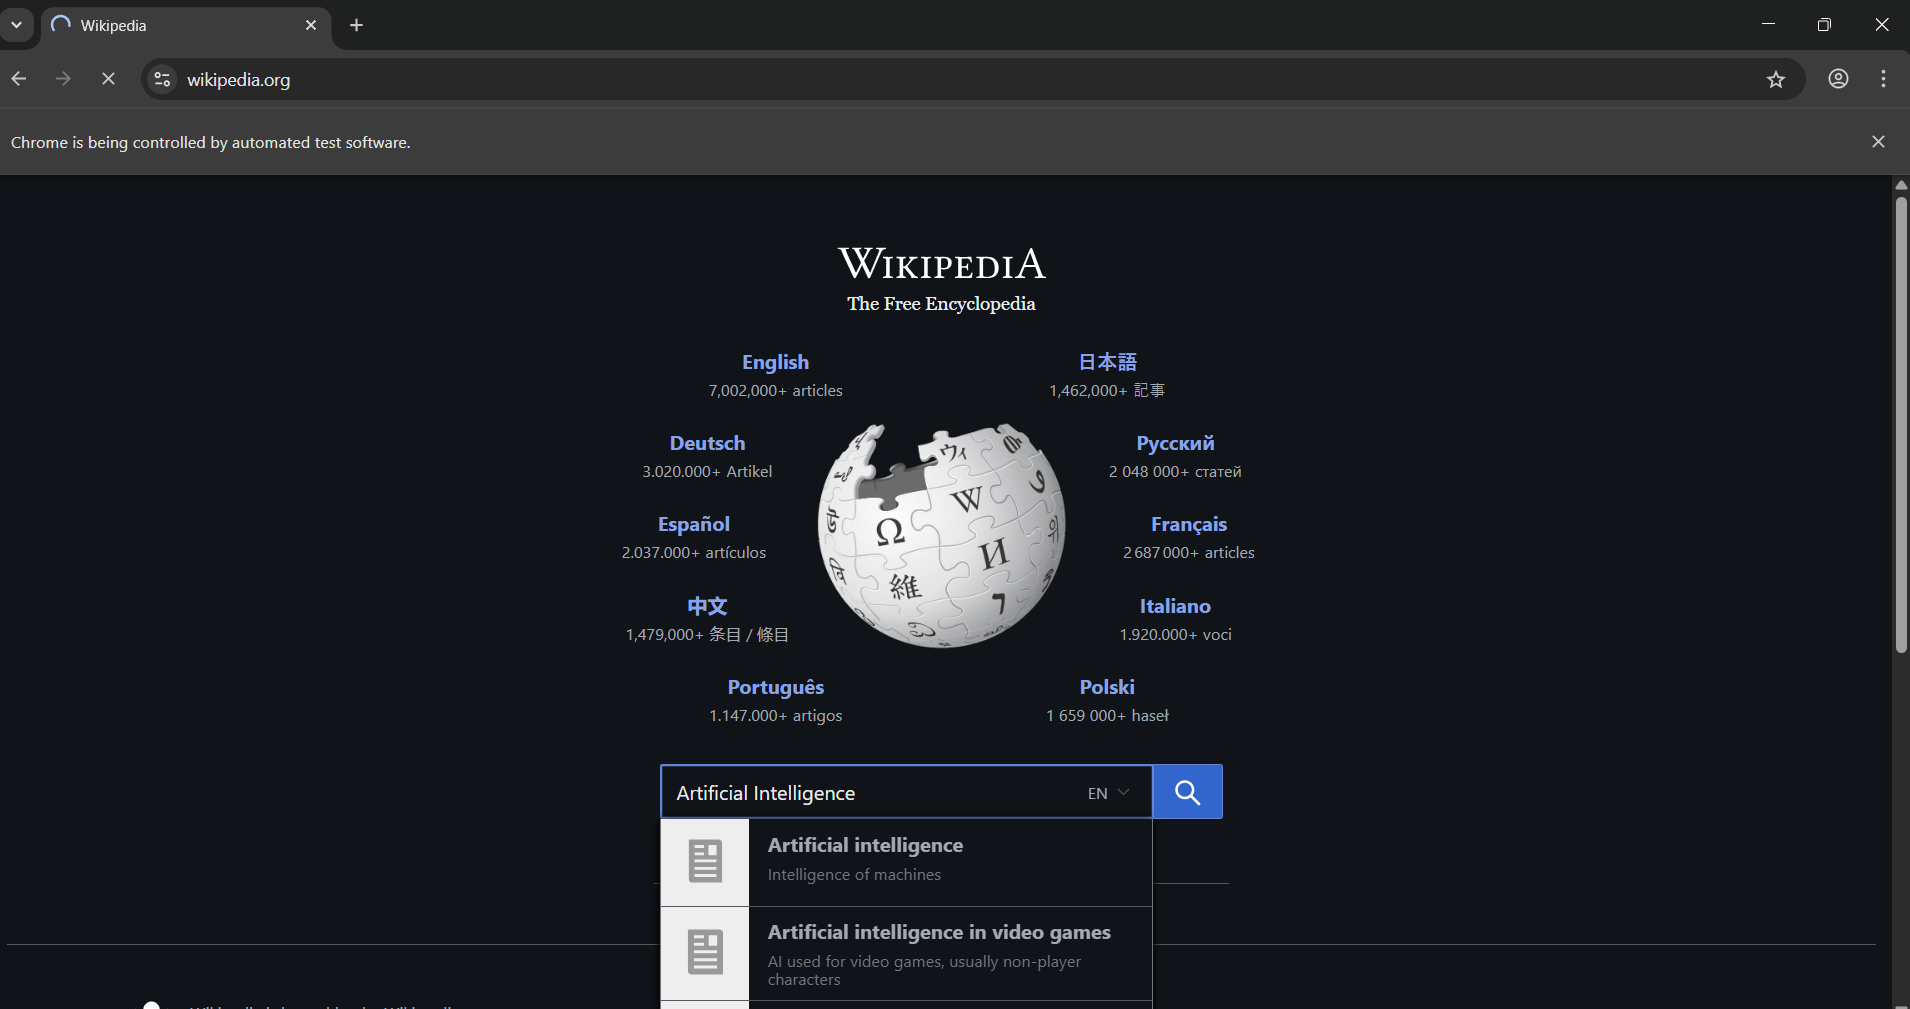 Wikipedia
wikipedia.org
Chrome is being controlled by automated test software.
WIKIPEDIA
The Free Encyclopedia
English
7,002,000+ articles
日本語
1,462,000+ 記事
Deutsch
3.020.000+ Artikel
Русский
2 048 000+ статей
Español
2.037.000+ artículos
Français
2 687 000+ articles
中文
1,479,000+ 条目 / 條目
Italiano
1.920.000+ voci
Português
1.147.000+ artigos
Polski
1 659 000+ haseł
Ω W И 維
Artificial Intelligence
EN
Artificial intelligence
Intelligence of machines
Artificial intelligence in video games
AI used for video games, usually non-player
characters